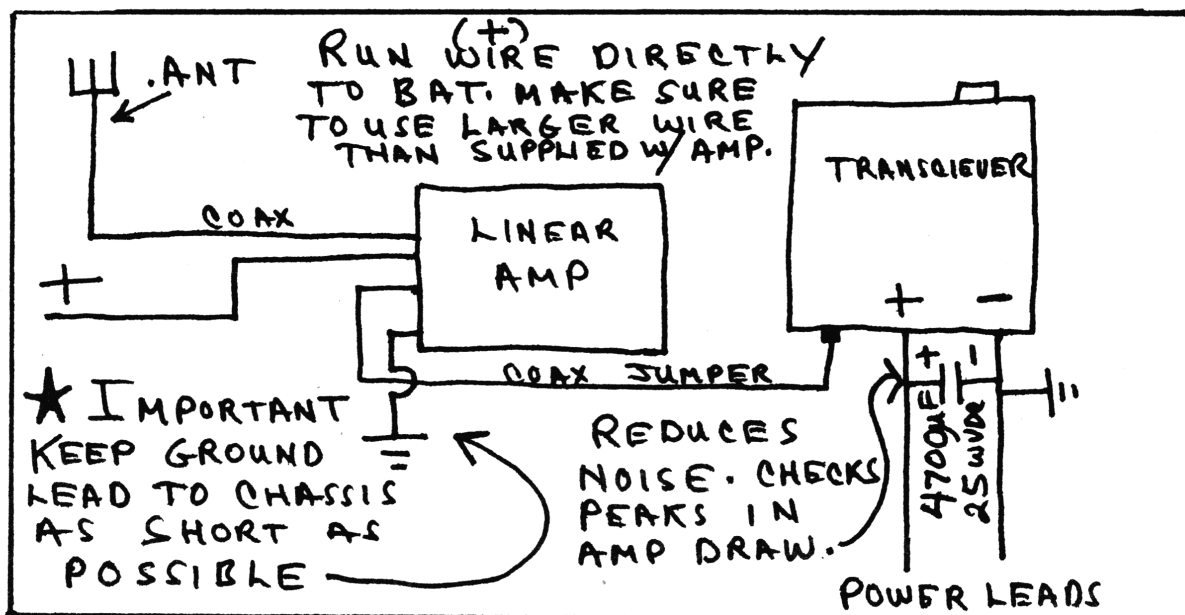 .ANT
RUN (+) WIRE DIRECTLY
TO BAT. MAKE SURE
TO USE LARGER WIRE
THAN SUPPLIED W/ AMP.
TRANSCIEVER
COAX
LINEAR
AMP
+
+ −
COAX JUMPER
★ IMPORTANT
KEEP GROUND
LEAD TO CHASSIS
AS SHORT AS
POSSIBLE
REDUCES
NOISE. CHECKS
PEAKS IN
AMP DRAW.
+ −
4700µF
25WVDC
POWER LEADS